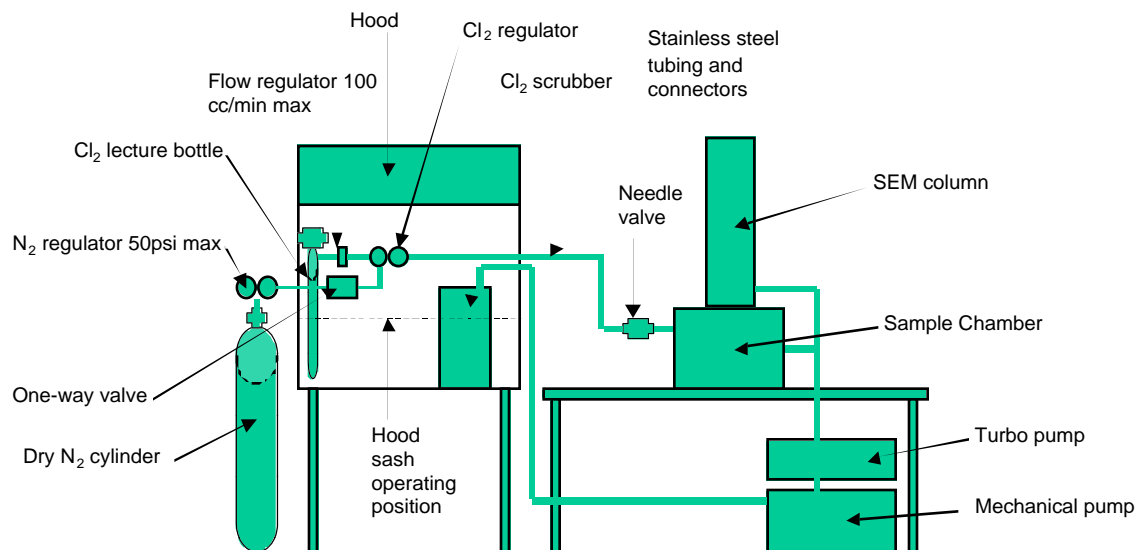 Hood
Cl₂ regulator
Stainless steel
tubing and
connectors
Flow regulator 100
cc/min max
Cl₂ scrubber
Cl₂ lecture bottle
Needle
valve
SEM column
N₂ regulator 50psi max
Sample Chamber
One-way valve
Dry N₂ cylinder
Hood
sash
operating
position
Turbo pump
Mechanical pump